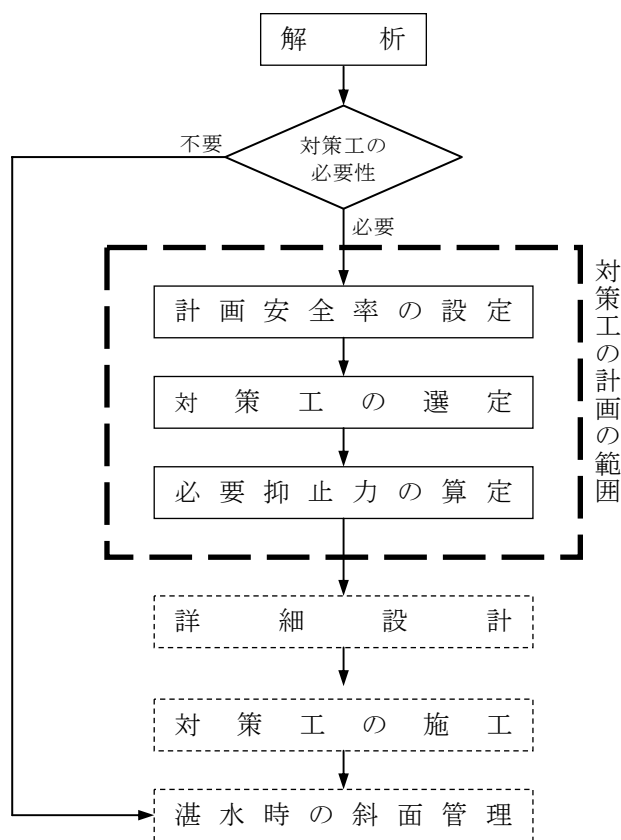 解析
不要
対策工の
必要性
必要
計画安全率の設定
対策工の選定
必要抑止力の算定
対策工の計画の範囲
詳細設計
対策工の施工
湛水時の斜面管理